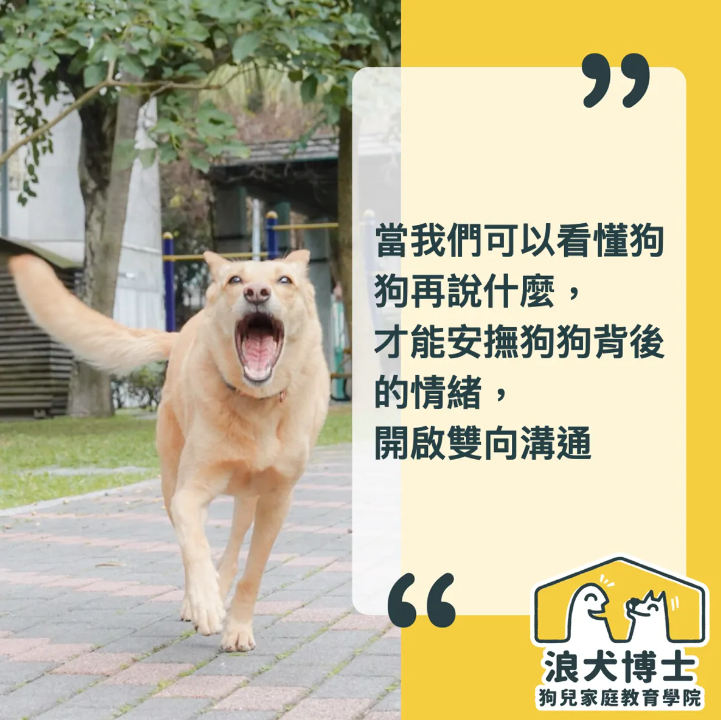 當我們可以看懂狗
狗再說什麼，
才能安撫狗狗背後
的情緒，
開啟雙向溝通
浪犬博士
狗兒家庭教育學院